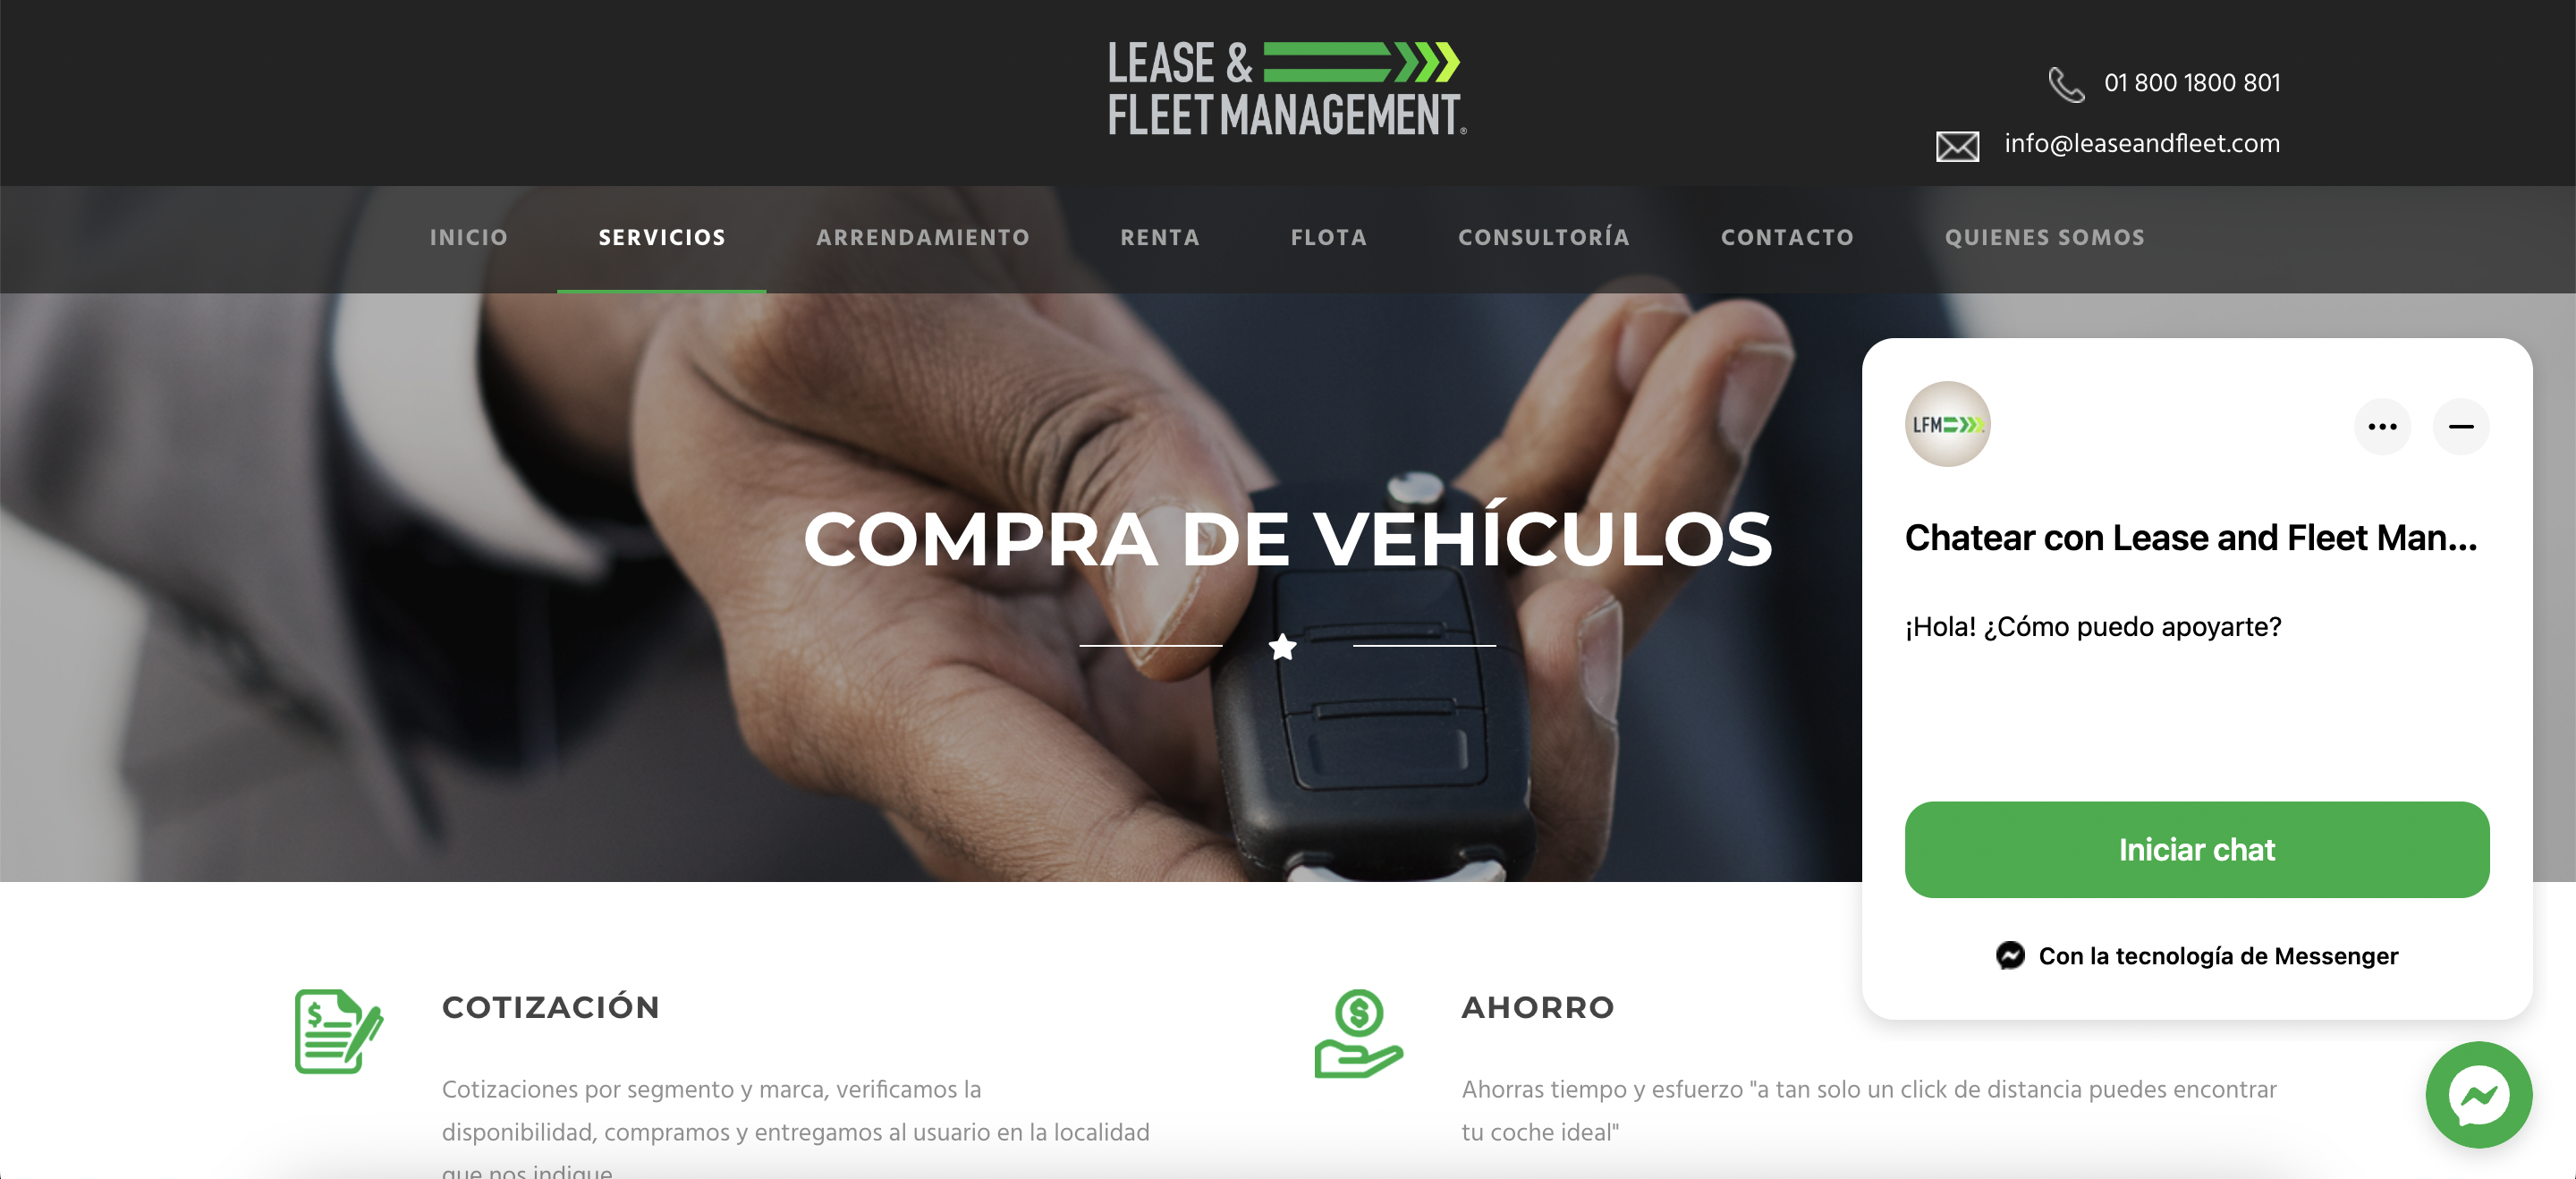 LEASE &
FLEET MANAGEMENT®
01 800 1800 801
info@leaseandfleet.com
INICIO SERVICIOS ARRENDAMIENTO RENTA FLOTA CONSULTORÍA CONTACTO QUIENES SOMOS
COMPRA DE VEHÍCULOS
LFM
Chatear con Lease and Fleet Man...
¡Hola! ¿Cómo puedo apoyarte?
Iniciar chat
Con la tecnología de Messenger
COTIZACIÓN
Cotizaciones por segmento y marca, verificamos la
disponibilidad, compramos y entregamos al usuario en la localidad
que nos indique
AHORRO
Ahorras tiempo y esfuerzo "a tan solo un click de distancia puedes encontrar
tu coche ideal"